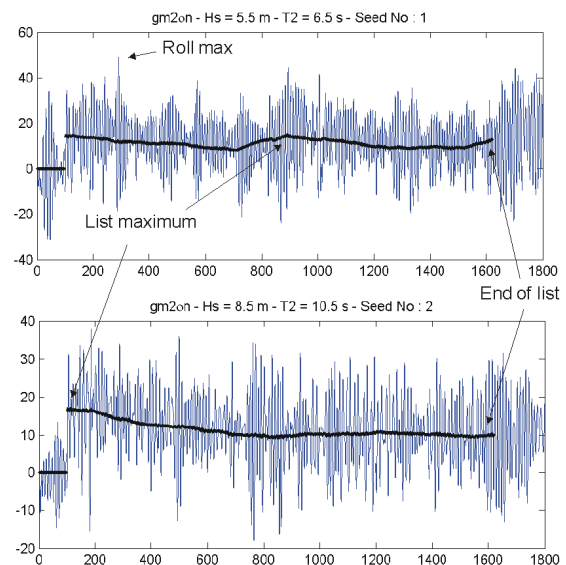 gm2on - Hs = 5.5 m - T2 = 6.5 s - Seed No : 1
60
Roll max
40
20
0
-20
List maximum
-40
0 200 400 600 800 1000 1200 1400 1600 1800
End of list
gm2on - Hs = 8.5 m - T2 = 10.5 s - Seed No : 2
40
30
20
10
0
-10
-20
0 200 400 600 800 1000 1200 1400 1600 1800